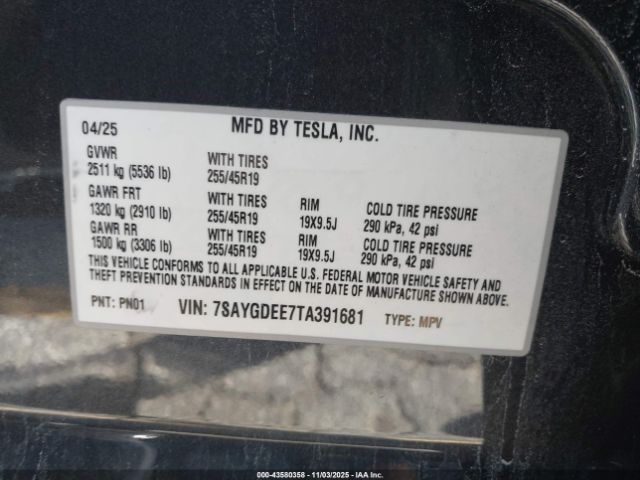 04/25 MFD BY TESLA, INC.
GVWR WITH TIRES
2511 kg (5536 lb) 255/45R19
GAWR FRT WITH TIRES RIM COLD TIRE PRESSURE
1320 kg (2910 lb) 255/45R19 19X9.5J 290 kPa, 42 psi
GAWR RR WITH TIRES RIM COLD TIRE PRESSURE
1500 kg (3306 lb) 255/45R19 19X9.5J 290 kPa, 42 psi
THIS VEHICLE CONFORMS TO ALL APPLICABLE U.S. FEDERAL MOTOR VEHICLE SAFETY AND
THEFT PREVENTION STANDARDS IN EFFECT ON THE DATE OF MANUFACTURE SHOWN ABOVE.
PNT: PN01 VIN: 7SAYGDEE7TA391681 TYPE: MPV
000-43580358 - 11/03/2025 - IAA Inc.